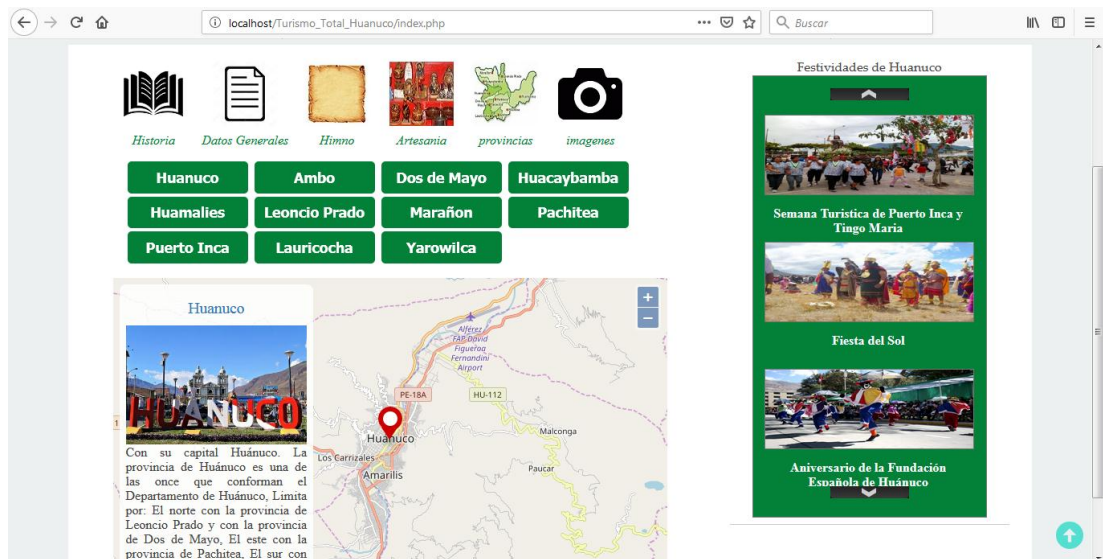 localhost/Turismo_Total_Huanuco/index.php
Buscar
Historia
Datos Generales
Himno
Artesania
provincias
imagenes
Huanuco
Ambo
Dos de Mayo
Huacaybamba
Huamalies
Leoncio Prado
Marañon
Pachitea
Puerto Inca
Lauricocha
Yarowilca
Huanuco
HUÁNUCO
Con su capital Huánuco. La
provincia de Huánuco es una de
las once que conforman el
Departamento de Huánuco, Limita
por: El norte con la provincia de
Leoncio Prado y con la provincia
de Dos de Mayo, El este con la
provincia de Pachitea, El sur con
+
−
Alférez
FAP David
Figueroa
Fernandini
Airport
PE-18A
HU-112
Huánuco
Malconga
Los Carrizales
Amarilis
Paucar
Festividades de Huanuco
Semana Turistica de Puerto Inca y
Tingo Maria
Fiesta del Sol
Aniversario de la Fundación
Española de Huánuco